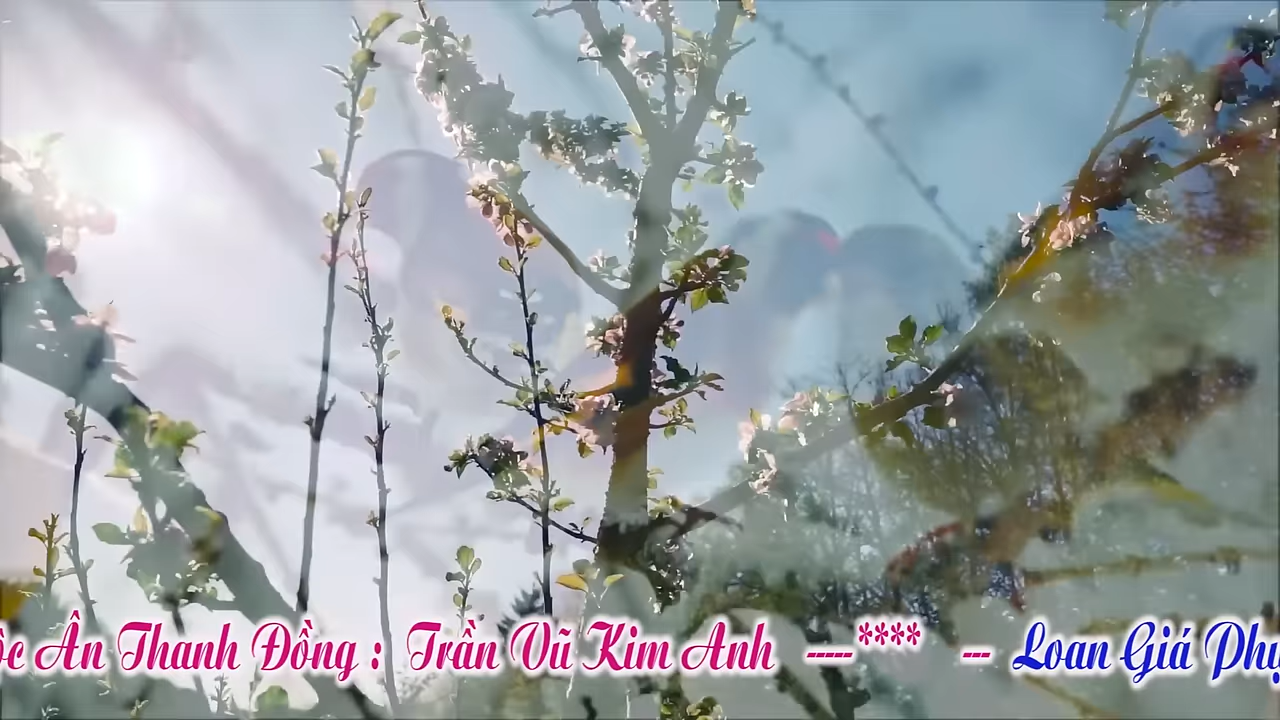 Ân Thanh Đồng : Trần Vũ Kim Anh -----**** --- Loan Giá